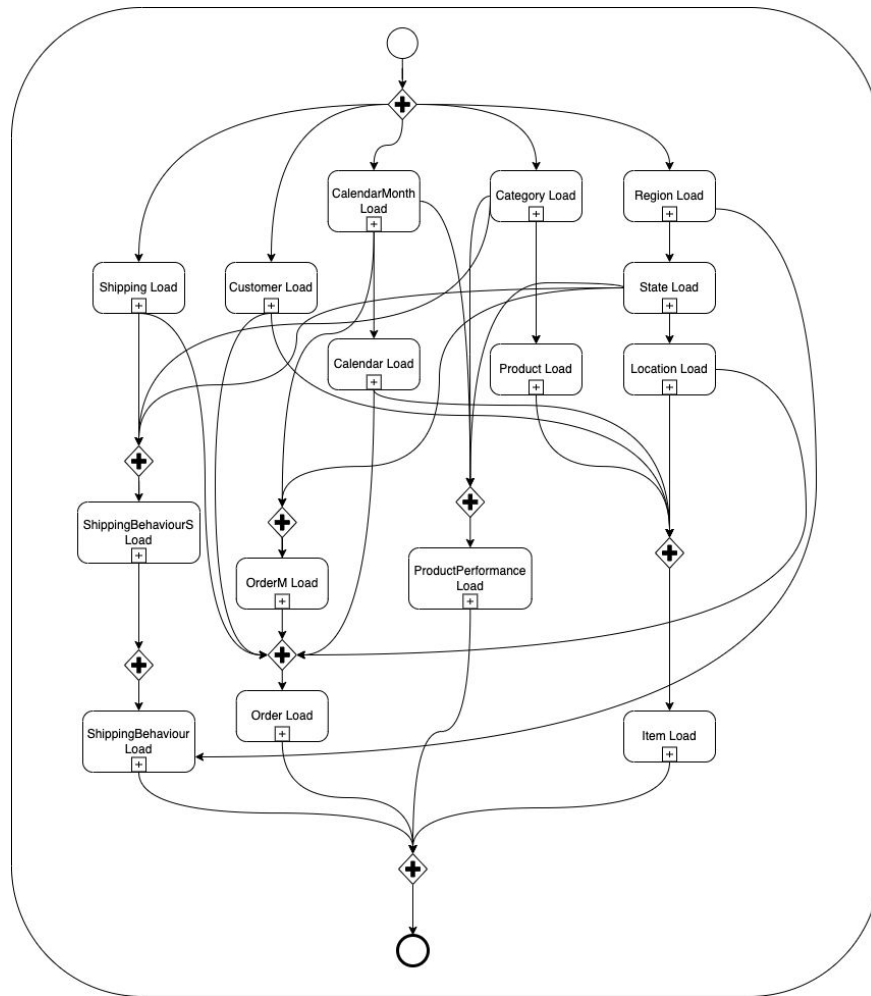 CalendarMonth
Load
Category Load
Region Load
Shipping Load
Customer Load
State Load
Calendar Load
Product Load
Location Load
ShippingBehaviourS
Load
OrderM Load
ProductPerformance
Load
Order Load
ShippingBehaviour
Load
Item Load